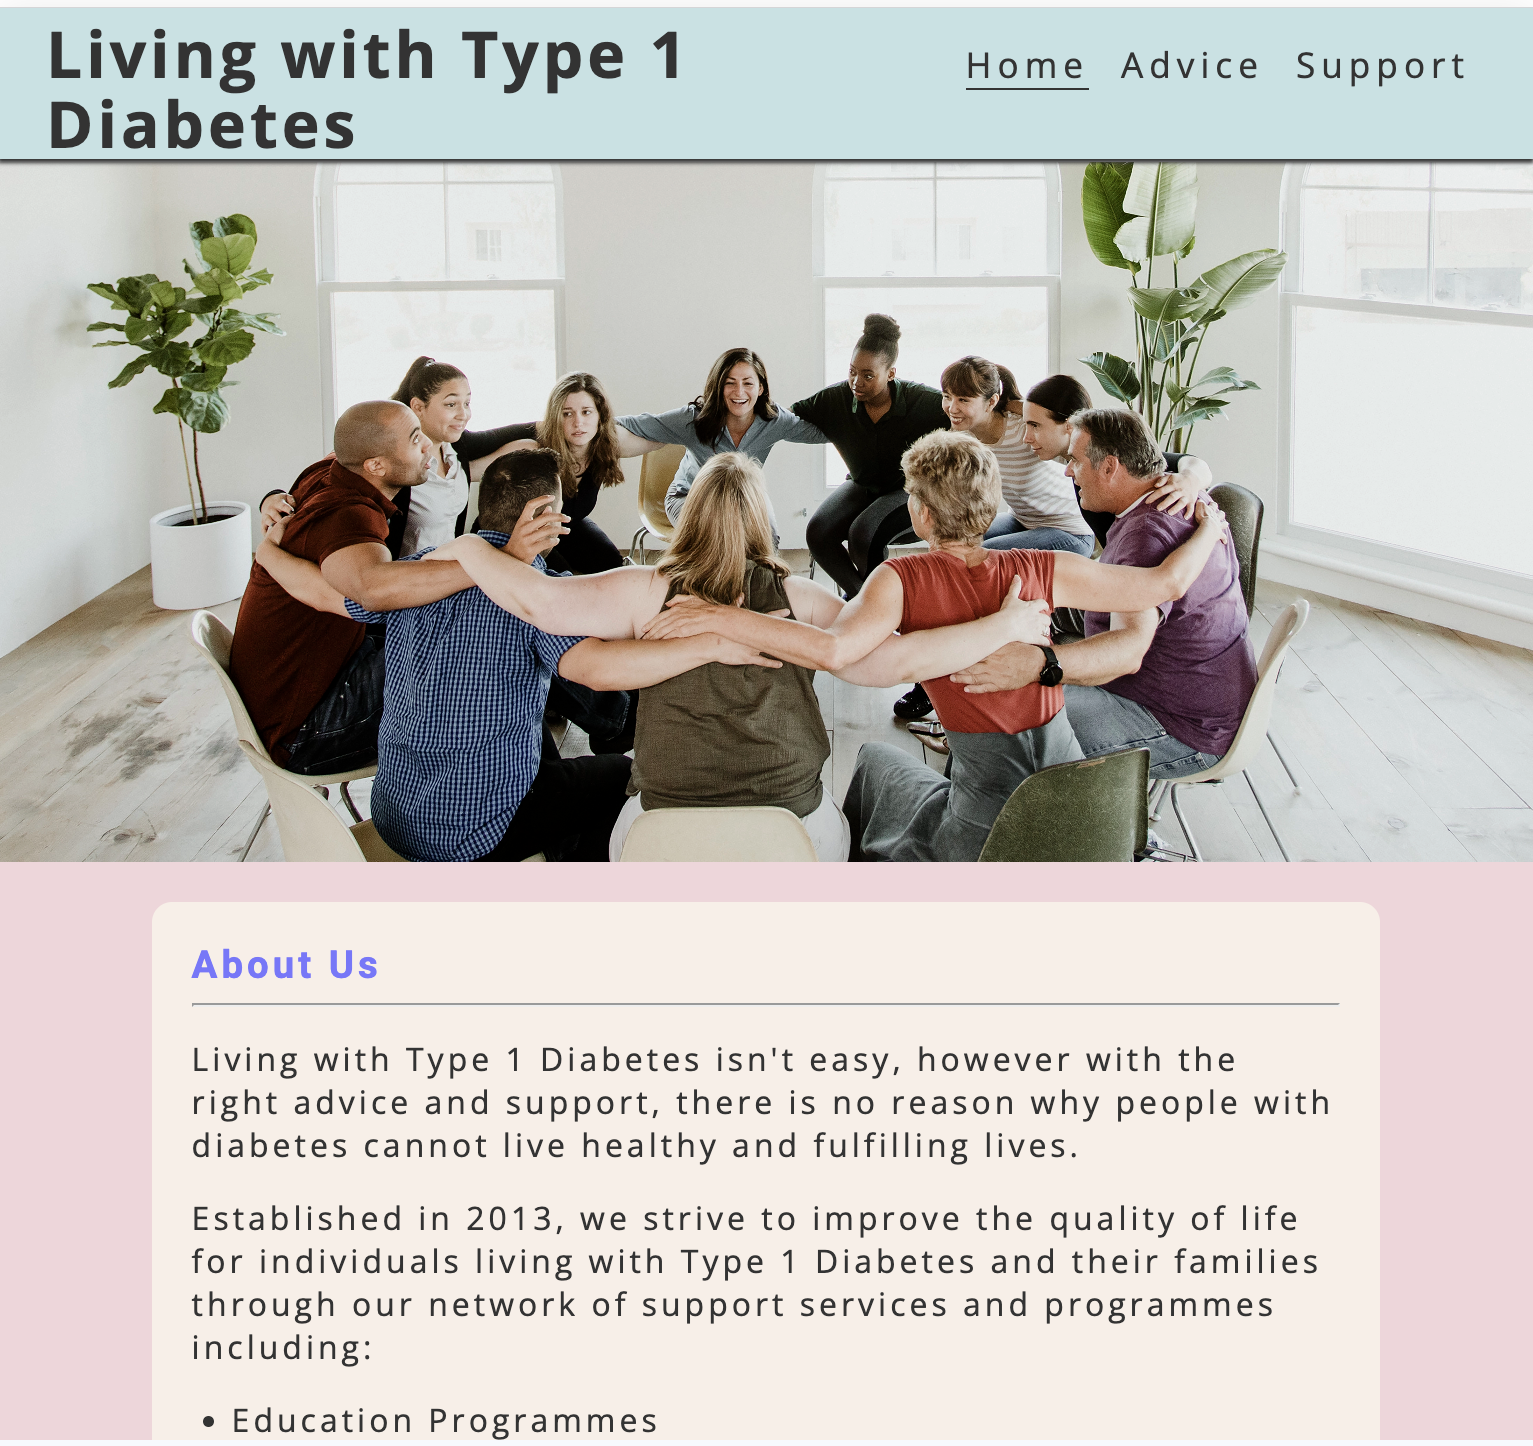 Living with Type 1
Diabetes
Home Advice Support
About Us
Living with Type 1 Diabetes isn't easy, however with the
right advice and support, there is no reason why people with
diabetes cannot live healthy and fulfilling lives.
Established in 2013, we strive to improve the quality of life
for individuals living with Type 1 Diabetes and their families
through our network of support services and programmes
including:
• Education Programmes